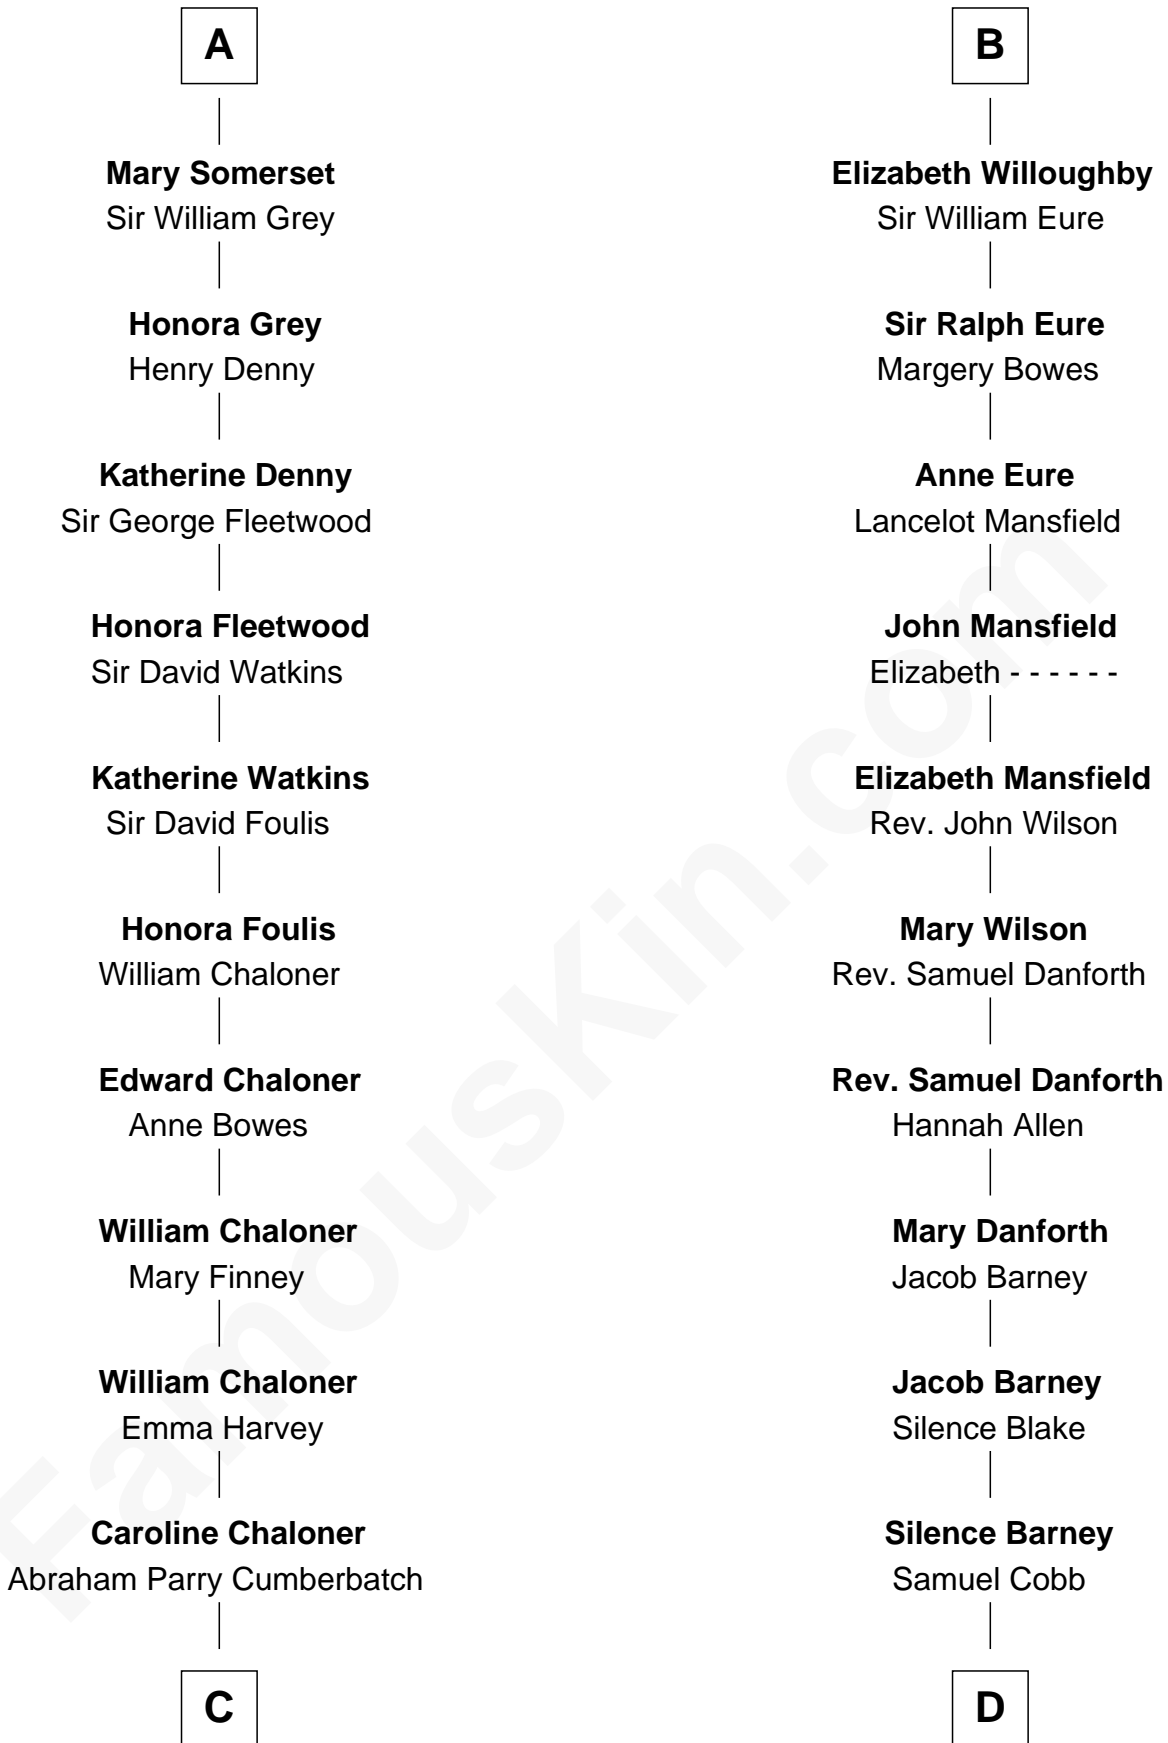 A
Mary Somerset
Sir William Grey
Honora Grey
Henry Denny
Katherine Denny
Sir George Fleetwood
Honora Fleetwood
Sir David Watkins
Katherine Watkins
Sir David Foulis
Honora Foulis
William Chaloner
Edward Chaloner
Anne Bowes
William Chaloner
Mary Finney
William Chaloner
Emma Harvey
Caroline Chaloner
Abraham Parry Cumberbatch
C
B
Elizabeth Willoughby
Sir William Eure
Sir Ralph Eure
Margery Bowes
Anne Eure
Lancelot Mansfield
John Mansfield
Elizabeth - - - - - -
Elizabeth Mansfield
Rev. John Wilson
Mary Wilson
Rev. Samuel Danforth
Rev. Samuel Danforth
Hannah Allen
Mary Danforth
Jacob Barney
Jacob Barney
Silence Blake
Silence Barney
Samuel Cobb
D
FamousKin.com